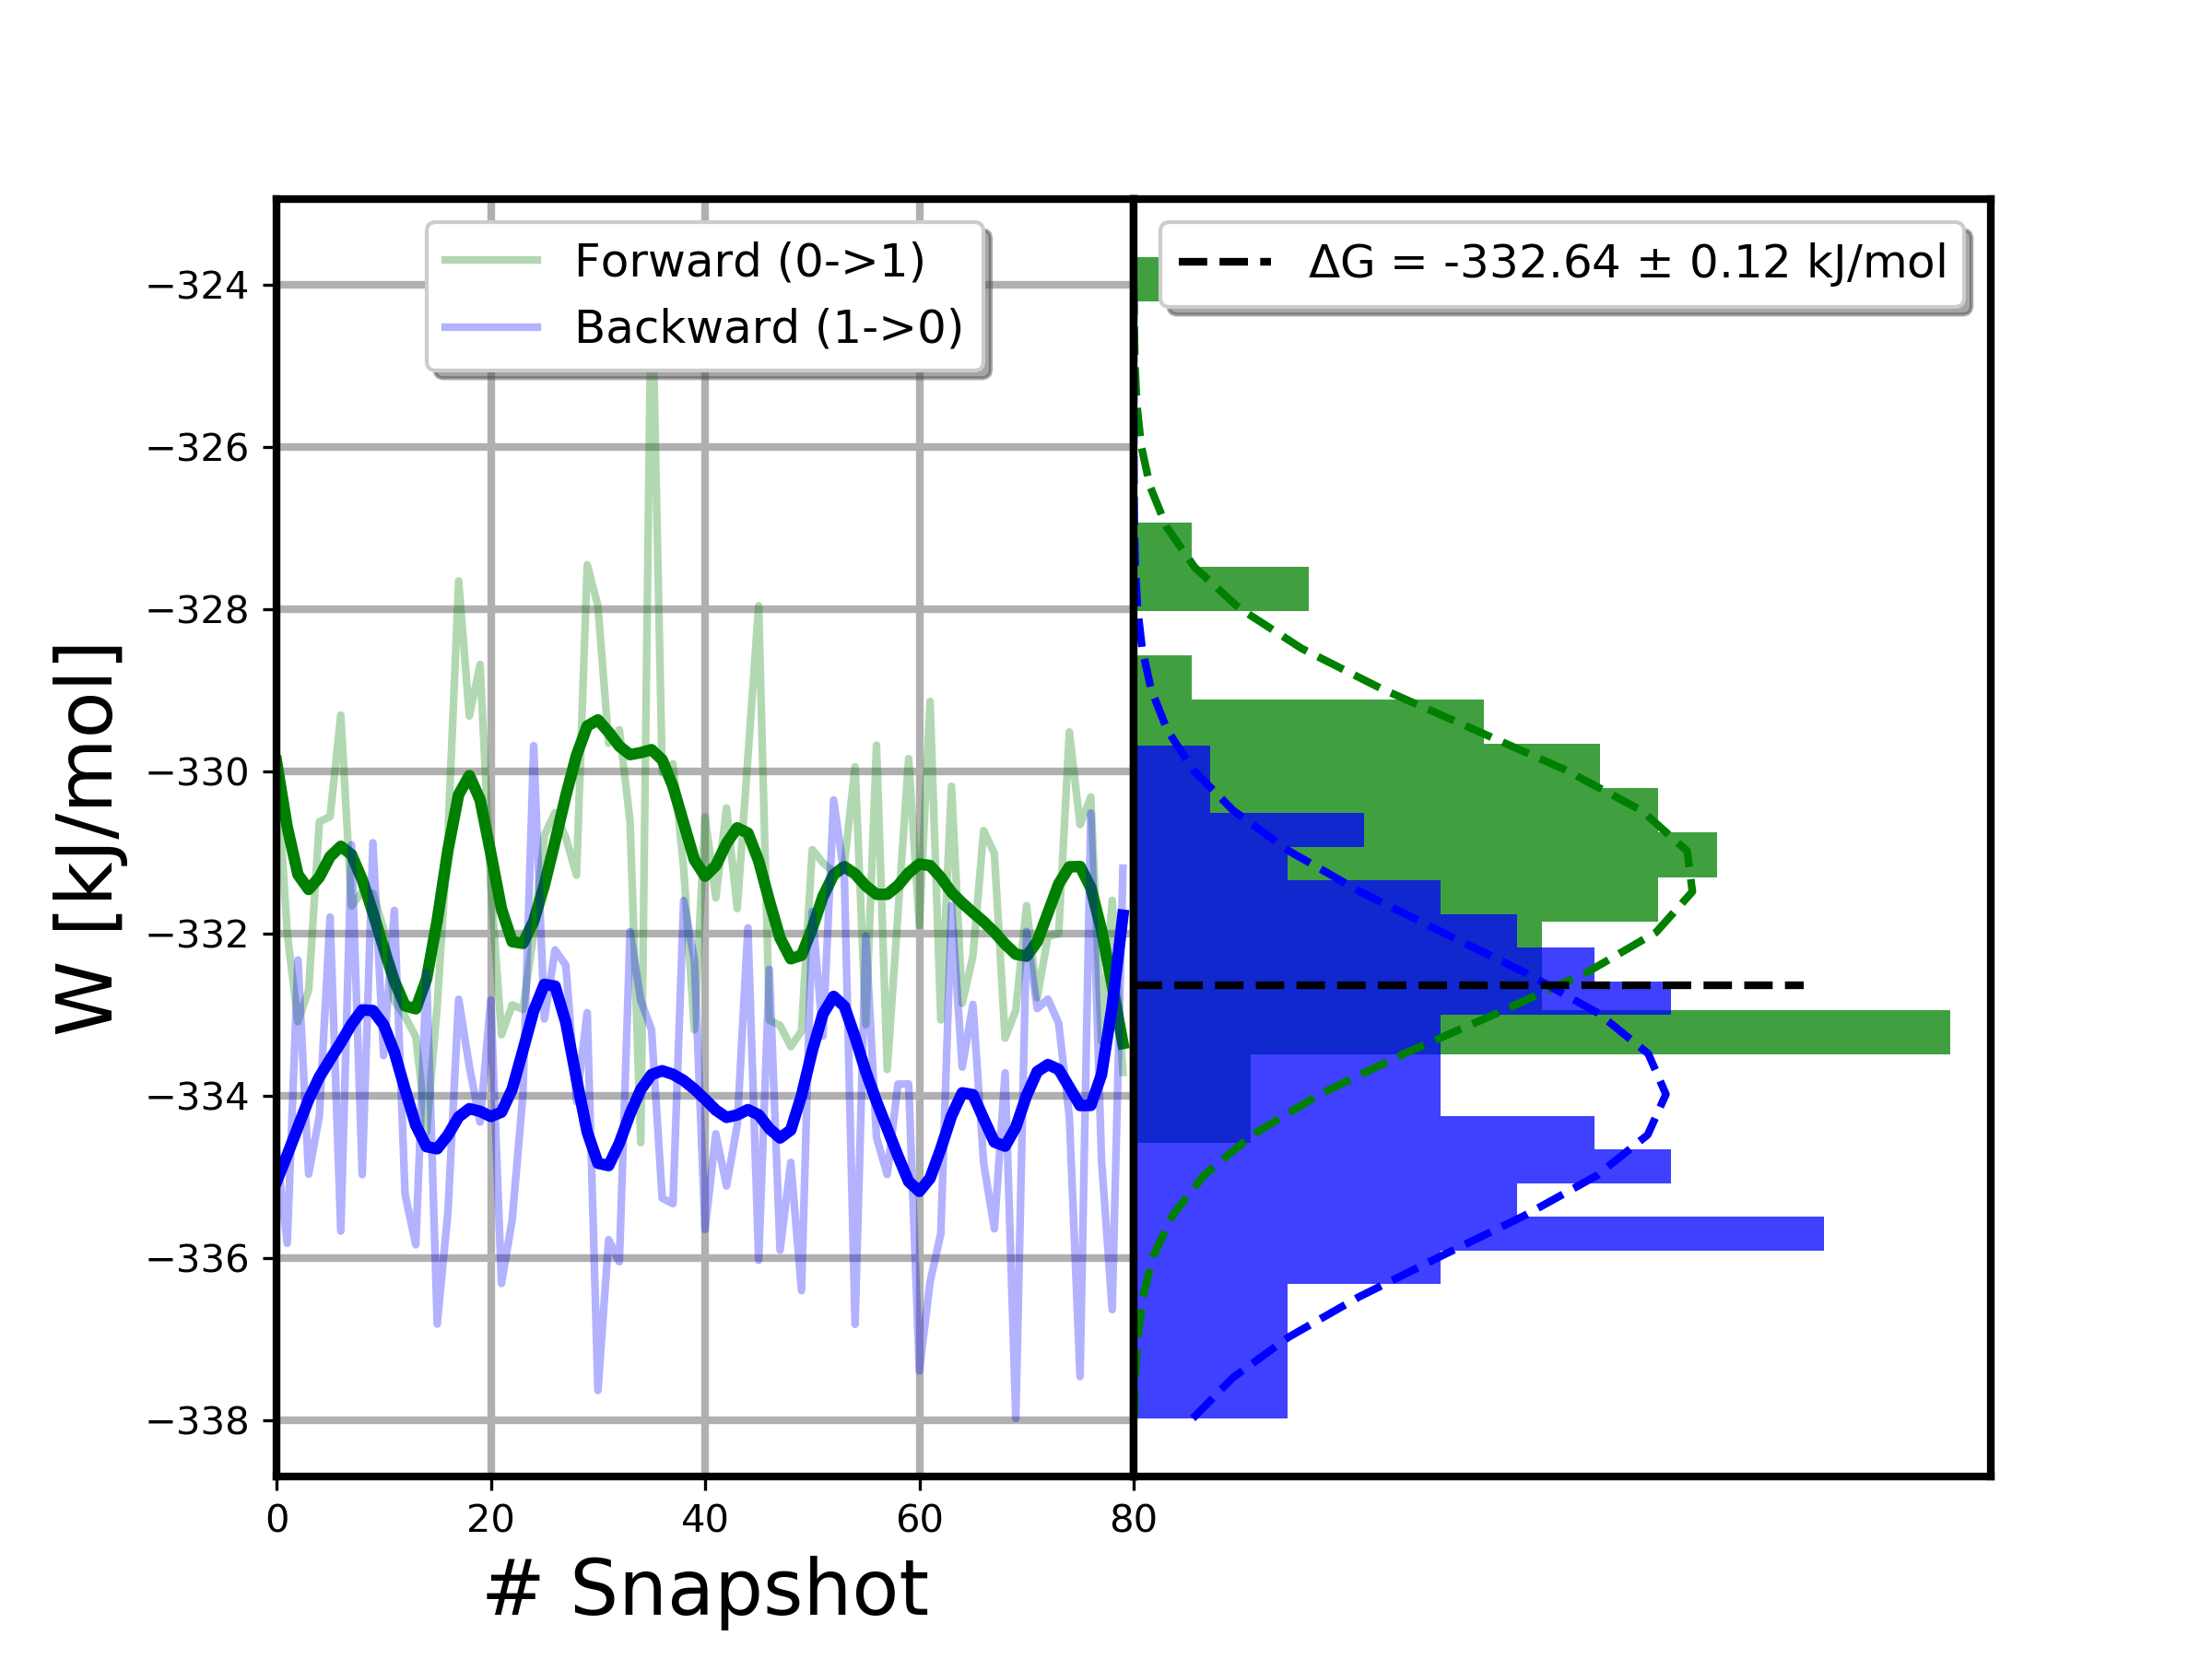 Forward (0->1)
Backward (1->0)
ΔG = -332.64 ± 0.12 kJ/mol
W [kJ/mol]
−324
−326
−328
−330
−332
−334
−336
−338
0 20 40 60 80
# Snapshot